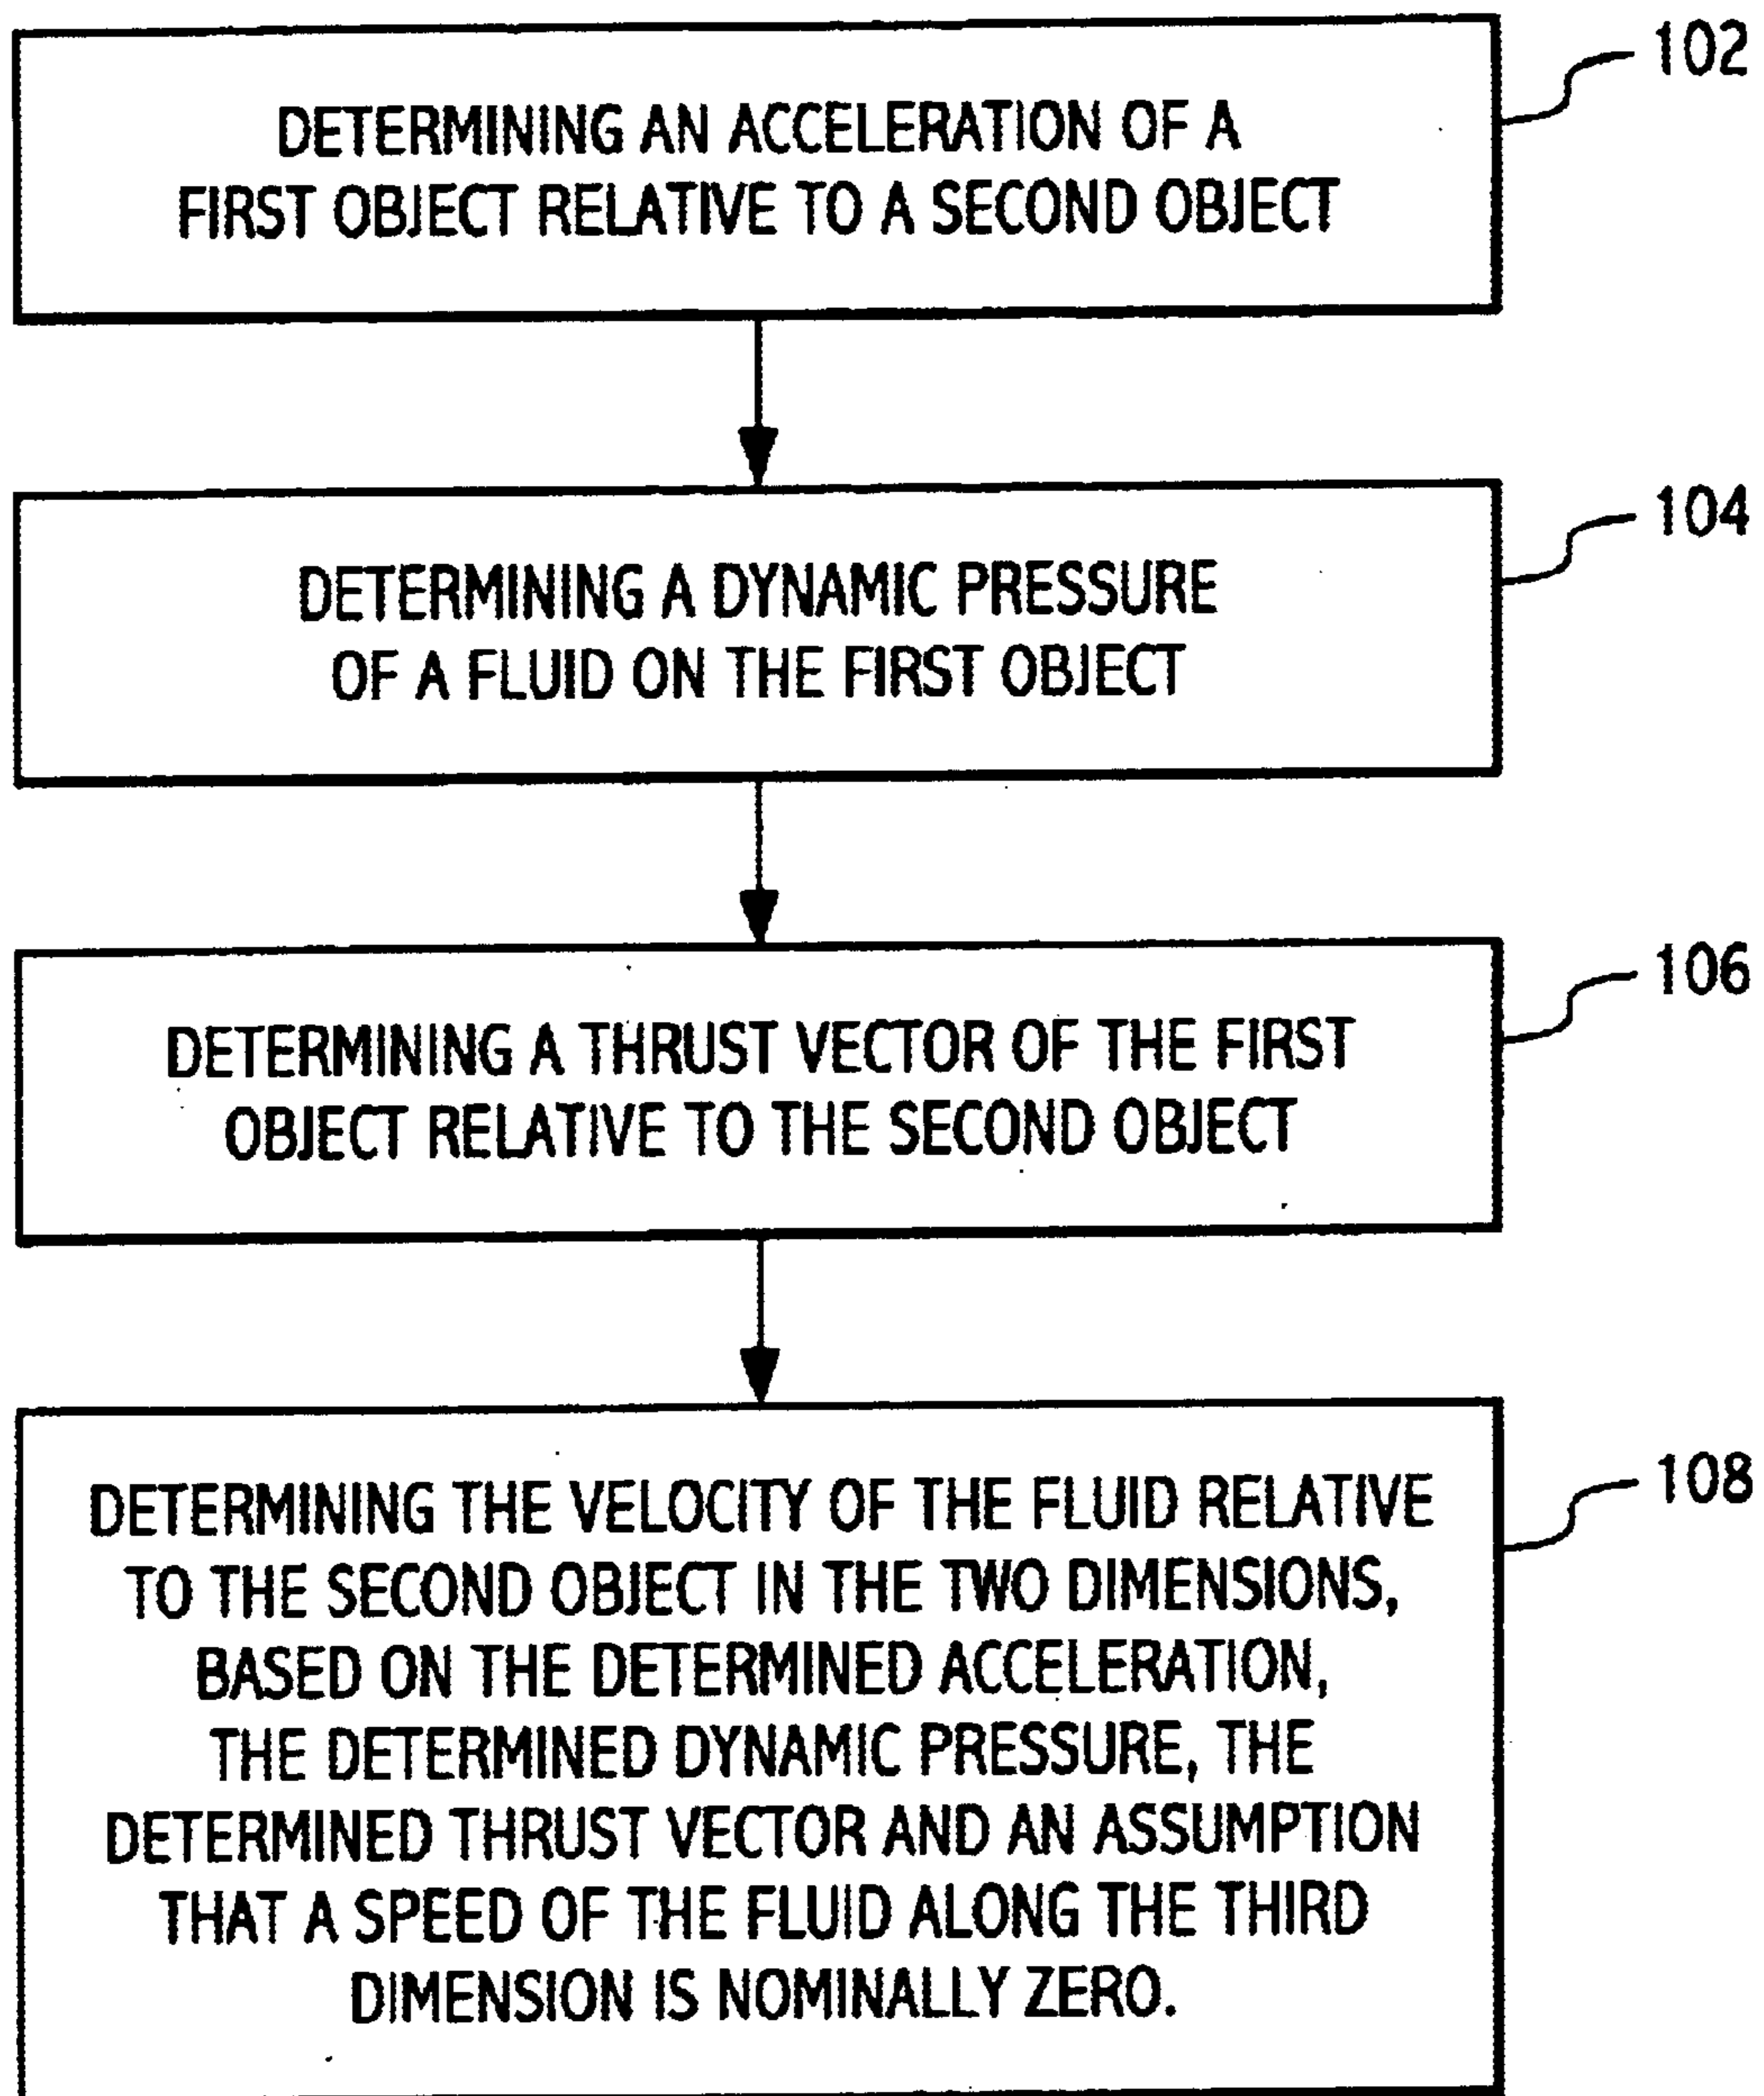 102
DETERMINING AN ACCELERATION OF A
FIRST OBJECT RELATIVE TO A SECOND OBJECT
104
DETERMINING A DYNAMIC PRESSURE
OF A FLUID ON THE FIRST OBJECT
106
DETERMINING A THRUST VECTOR OF THE FIRST
OBJECT RELATIVE TO THE SECOND OBJECT
108
DETERMINING THE VELOCITY OF THE FLUID RELATIVE
TO THE SECOND OBJECT IN THE TWO DIMENSIONS,
BASED ON THE DETERMINED ACCELERATION,
THE DETERMINED DYNAMIC PRESSURE, THE
DETERMINED THRUST VECTOR AND AN ASSUMPTION
THAT A SPEED OF THE FLUID ALONG THE THIRD
DIMENSION IS NOMINALLY ZERO.